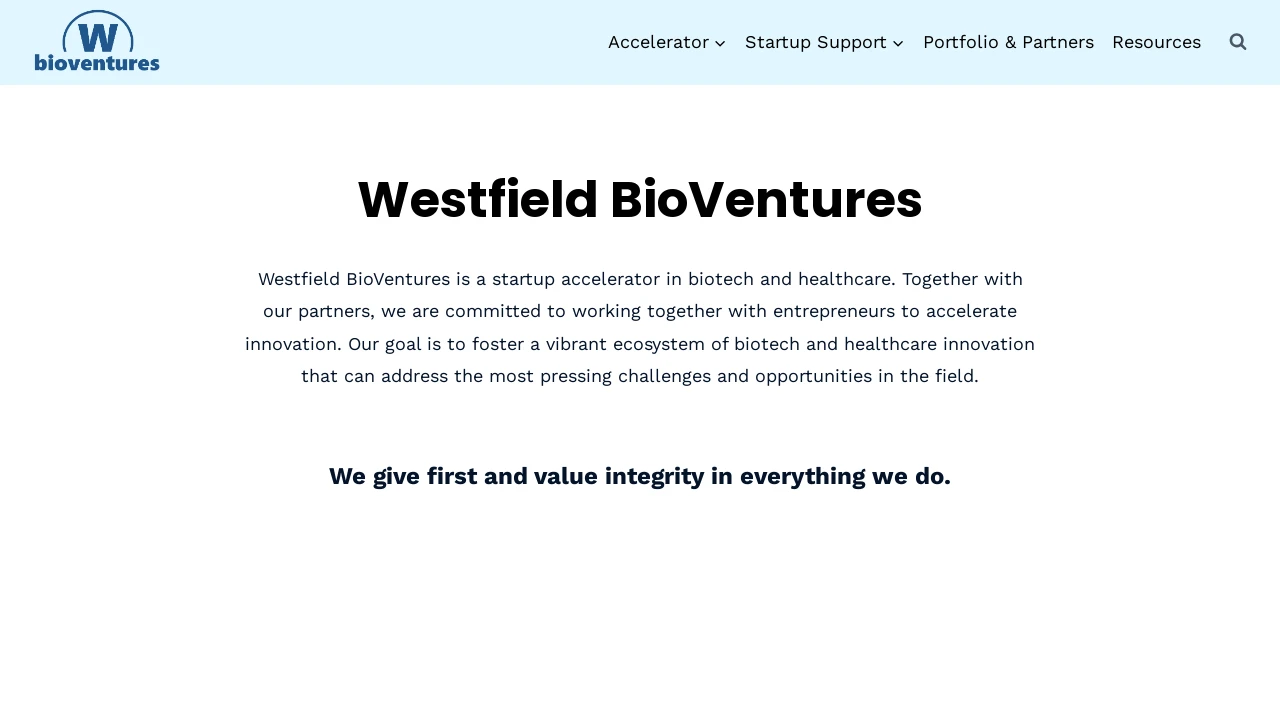 W
bioventures
Accelerator
Startup Support
Portfolio & Partners
Resources
Westfield BioVentures
Westfield BioVentures is a startup accelerator in biotech and healthcare. Together with
our partners, we are committed to working together with entrepreneurs to accelerate
innovation. Our goal is to foster a vibrant ecosystem of biotech and healthcare innovation
that can address the most pressing challenges and opportunities in the field.
We give first and value integrity in everything we do.